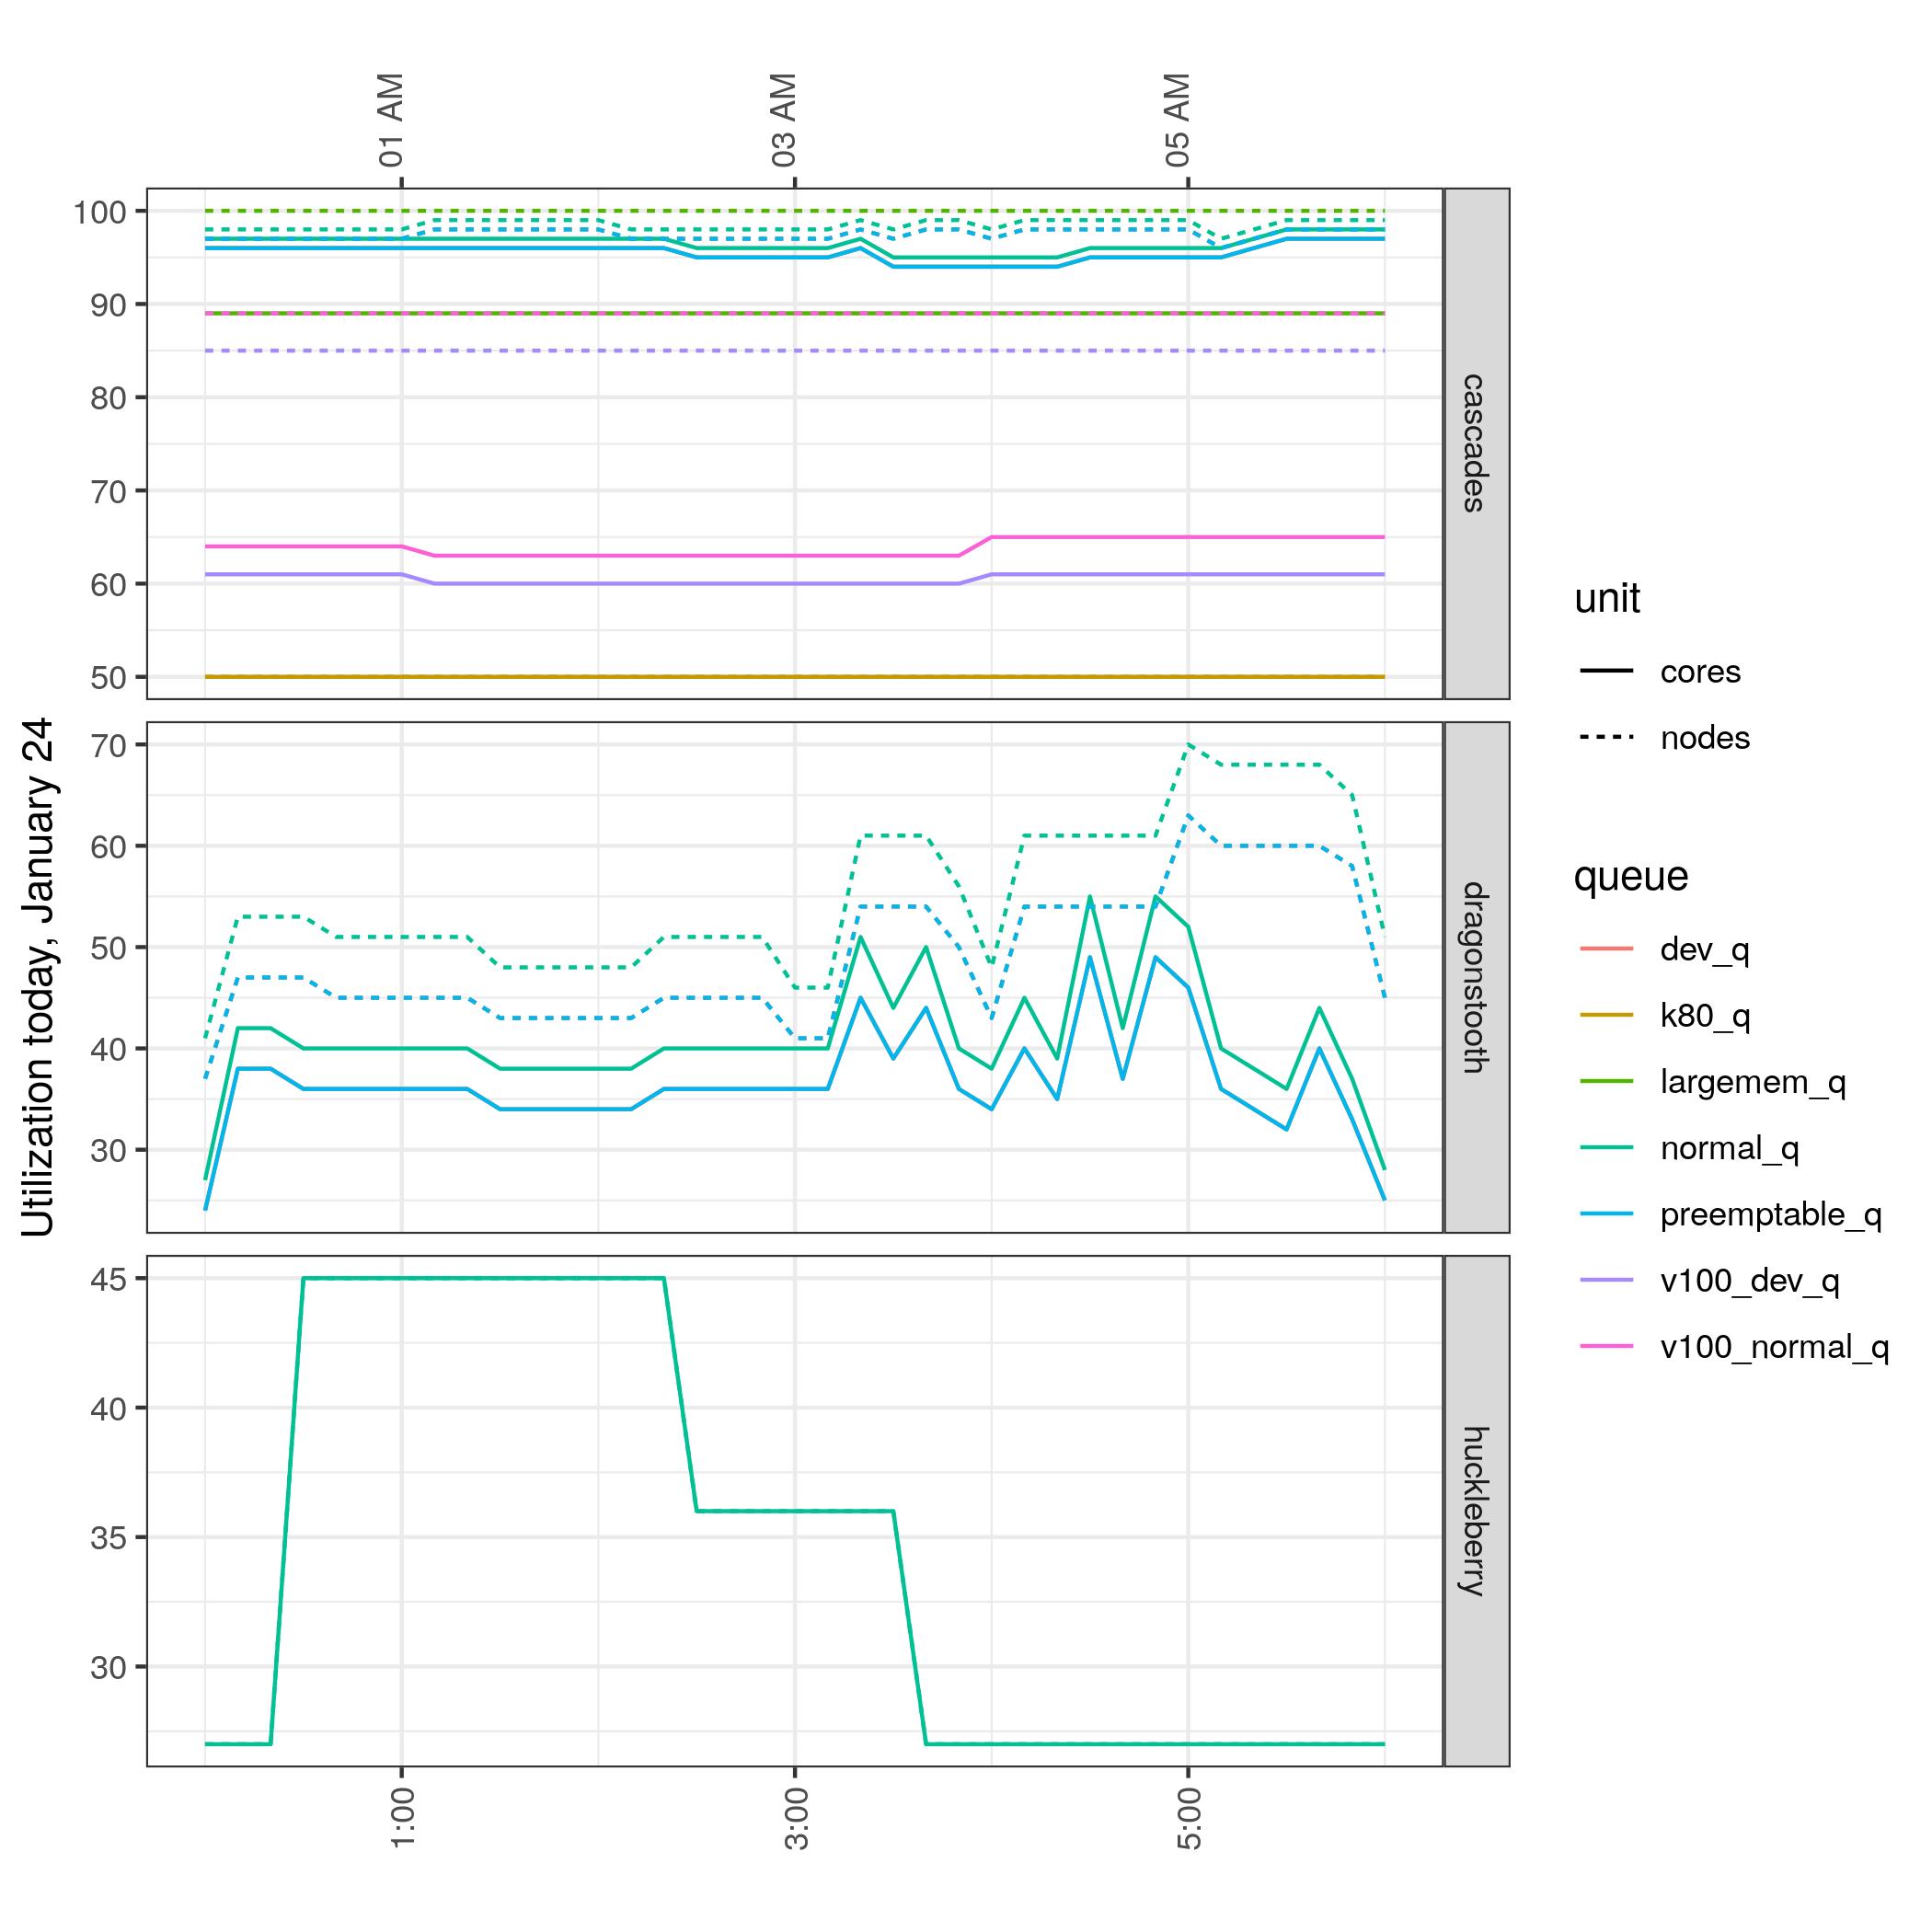 01 AM
03 AM
05 AM
Utilization today, January 24
100
90
80
70
60
50
cascades
70
60
50
40
30
dragonstooth
45
40
35
30
huckleberry
1:00
3:00
5:00
unit
cores
nodes
queue
dev_q
k80_q
largemem_q
normal_q
preemptable_q
v100_dev_q
v100_normal_q